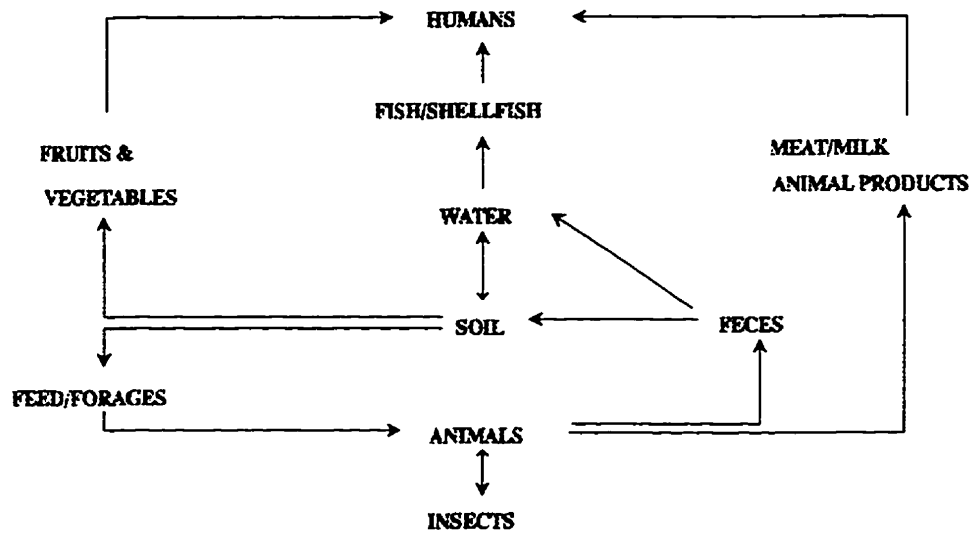 HUMANS
FISH/SHELLFISH
FRUITS &
VEGETABLES
MEAT/MILK
ANIMAL PRODUCTS
WATER
SOIL
FECES
FEED/FORAGES
ANIMALS
INSECTS